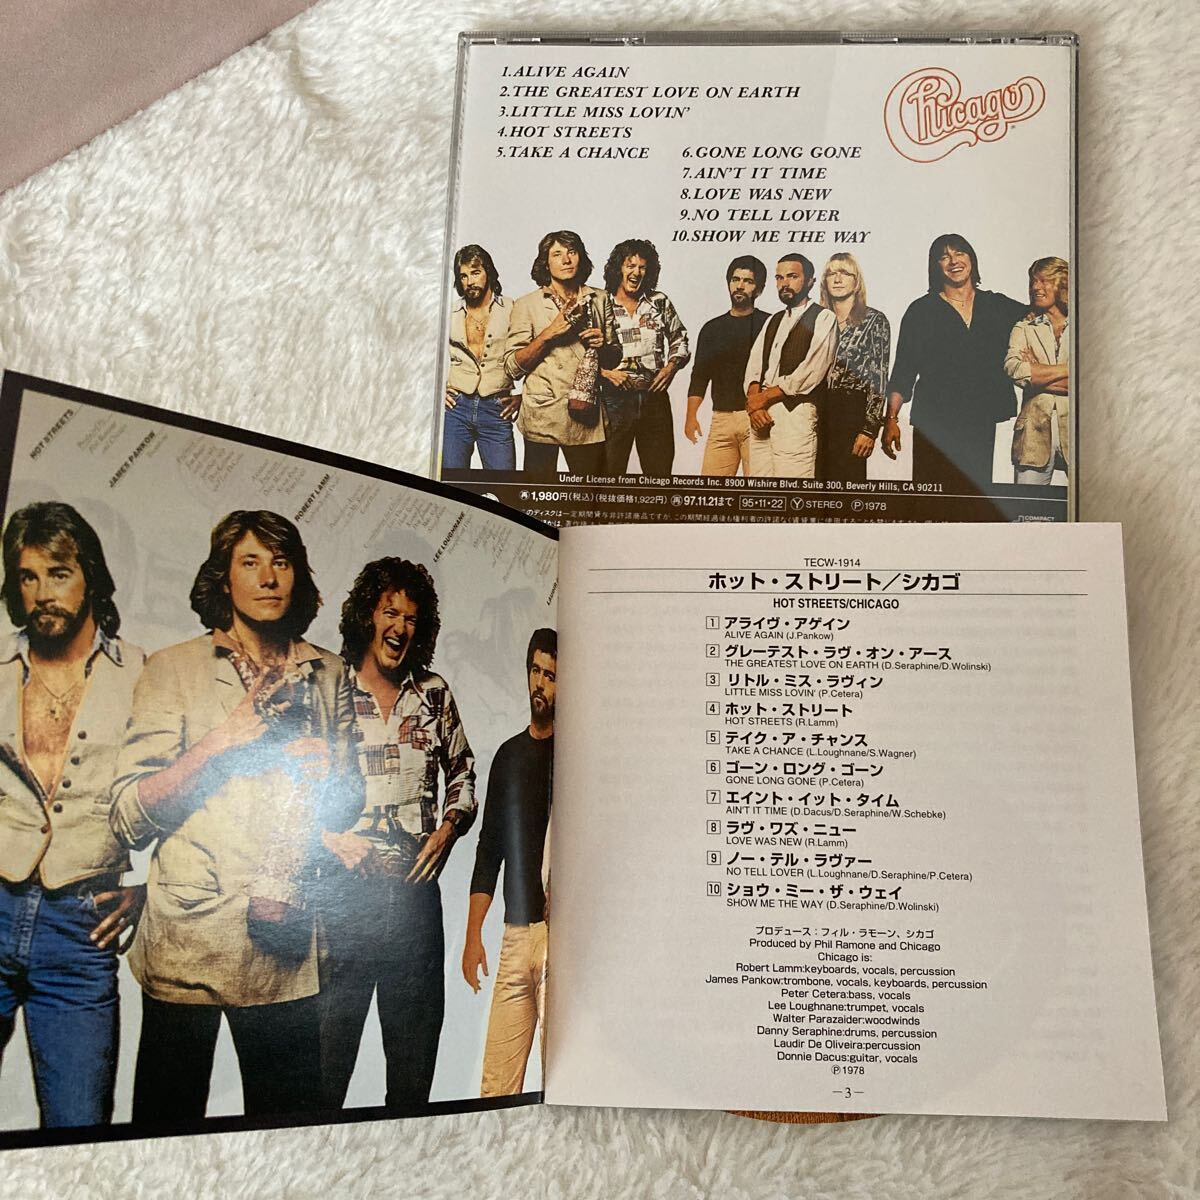 1.ALIVE AGAIN
2.THE GREATEST LOVE ON EARTH
3.LITTLE MISS LOVIN'
4.HOT STREETS
5.TAKE A CHANCE
6.GONE LONG GONE
7.AIN'T IT TIME
8.LOVE WAS NEW
9.NO TELL LOVER
10.SHOW ME THE WAY
Chicago
Under License from Chicago Records Inc. 8900 Wishire Blvd. Suite 300, Beverly Hills, CA 90211
再 1,980円(税込)(税抜価格1,922円) 再 97.11.21まで 95・11・22 Y STEREO Ⓟ1978
COMPACT
HOT STREETS
JAMES PANKOW
ROBERT LAMM
LEE LOUGHNANE
TECW-1914
ホット・ストリート／シカゴ
HOT STREETS/CHICAGO
1 アライヴ・アゲイン
ALIVE AGAIN (J.Pankow)
2 グレーテスト・ラヴ・オン・アース
THE GREATEST LOVE ON EARTH (D.Seraphine/D.Wolinski)
3 リトル・ミス・ラヴィン
LITTLE MISS LOVIN' (P.Cetera)
4 ホット・ストリート
HOT STREETS (R.Lamm)
5 テイク・ア・チャンス
TAKE A CHANCE (L.Loughnane/S.Wagner)
6 ゴーン・ロング・ゴーン
GONE LONG GONE (P.Cetera)
7 エイント・イット・タイム
AIN'T IT TIME (D.Dacus/D.Seraphine/W.Schebke)
8 ラヴ・ワズ・ニュー
LOVE WAS NEW (R.Lamm)
9 ノー・テル・ラヴァー
NO TELL LOVER (L.Loughnane/D.Seraphine/P.Cetera)
10 ショウ・ミー・ザ・ウェイ
SHOW ME THE WAY (D.Seraphine/D.Wolinski)
プロデュース：フィル・ラモーン、シカゴ
Produced by Phil Ramone and Chicago
Chicago is:
Robert Lamm:keyboards, vocals, percussion
James Pankow:trombone, vocals, keyboards, percussion
Peter Cetera:bass, vocals
Lee Loughnane:trumpet, vocals
Walter Parazaider:woodwinds
Danny Seraphine:drums, percussion
Laudir De Oliveira:percussion
Donnie Dacus:guitar, vocals
Ⓟ1978
—3—